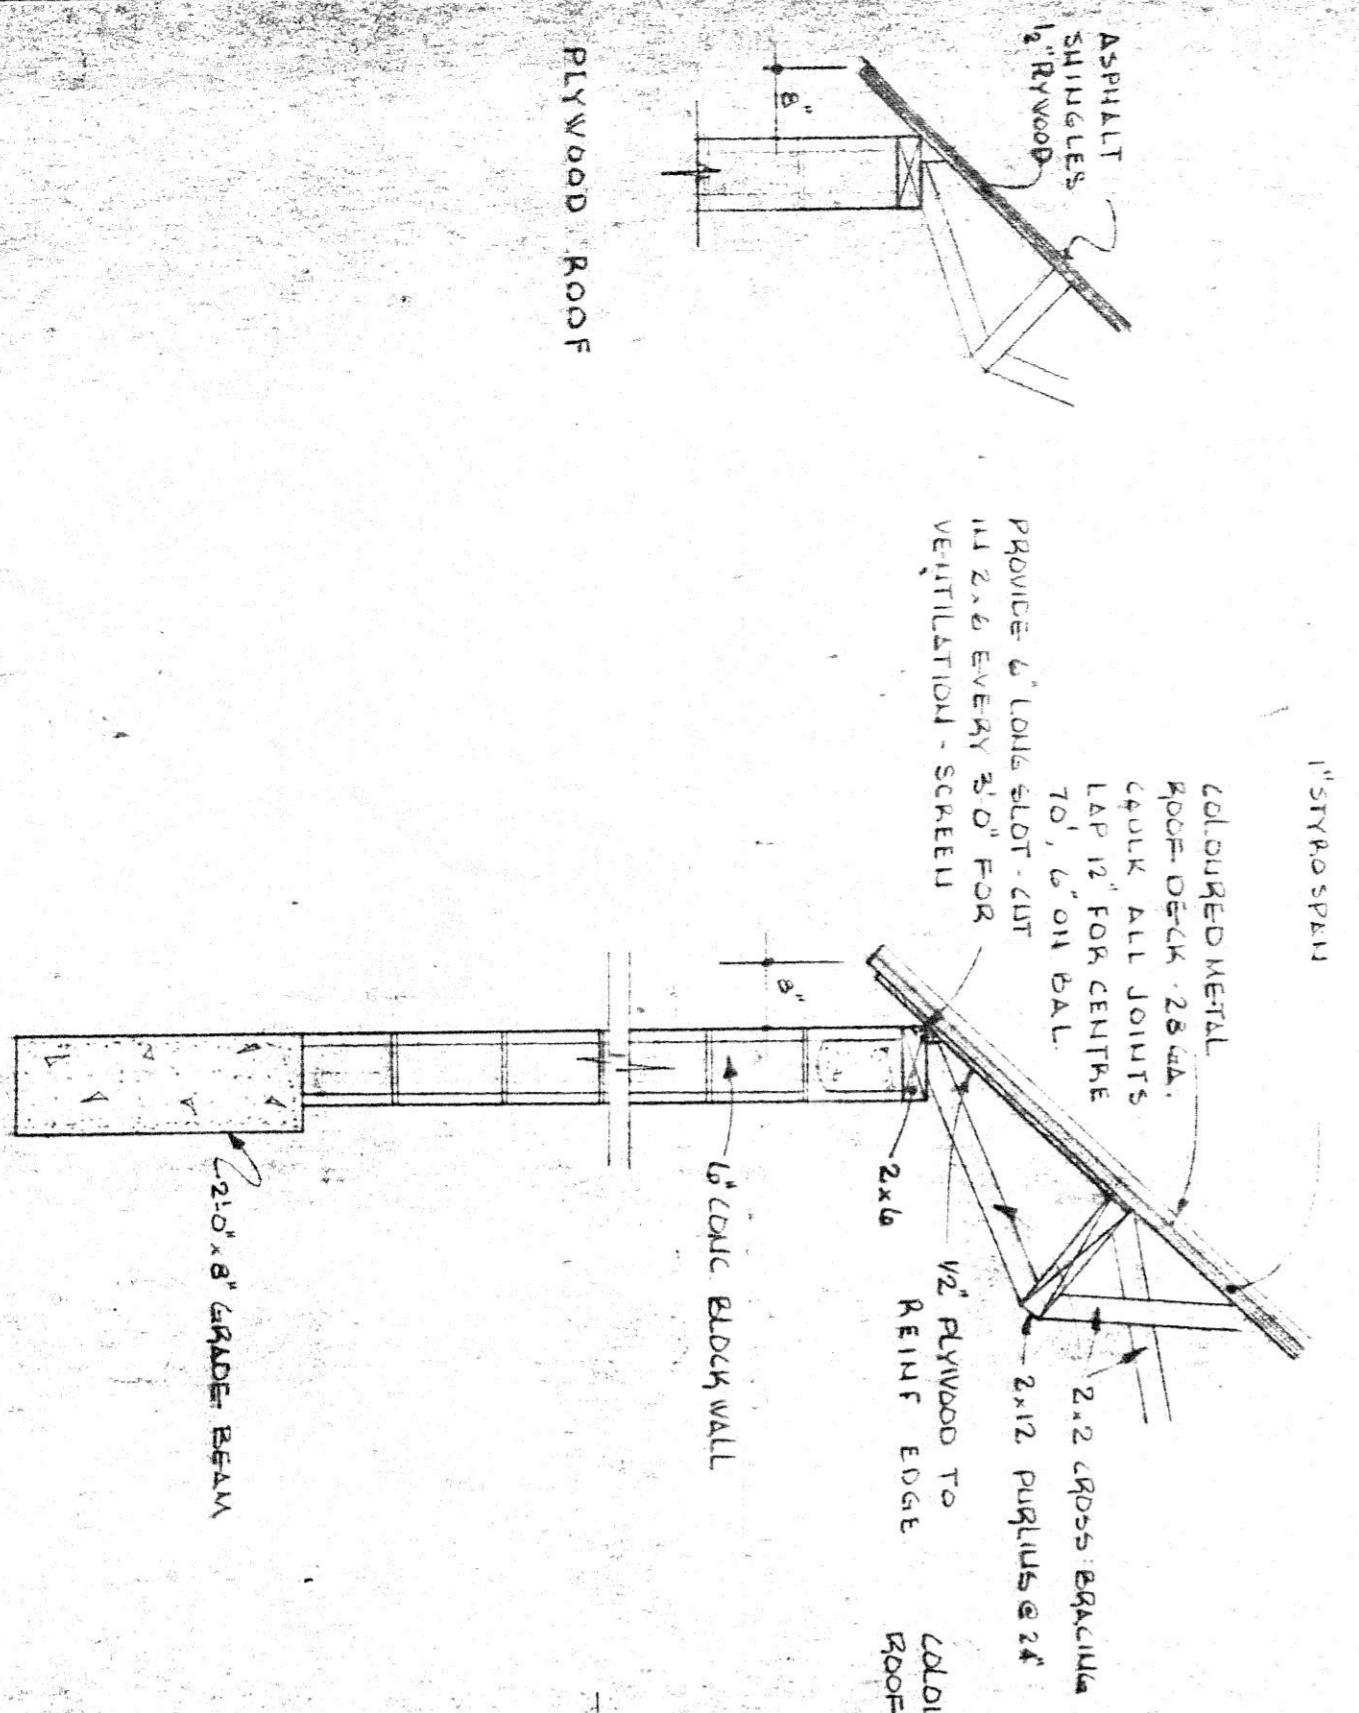 ASPHALT
SHINGLES
1/2" PLYWOOD
8"
PLYWOOD ROOF
1" STYROSPAN
COLOURED METAL
ROOF DECK · 28 GA.
CAULK ALL JOINTS
LAP 12" FOR CENTRE
70', 6" ON BAL.
PROVIDE 6" LONG SLOT - CUT
IN 2x6 EVERY 3'0" FOR
VENTILATION - SCREEN
8"
2x2 CROSS BRACING
2x12 PURLINS @ 24"
1/2" PLYWOOD TO
REINF EDGE
2x6
6" CONC BLOCK WALL
2'-0" x 8" GRADE BEAM
COLOU
ROOF